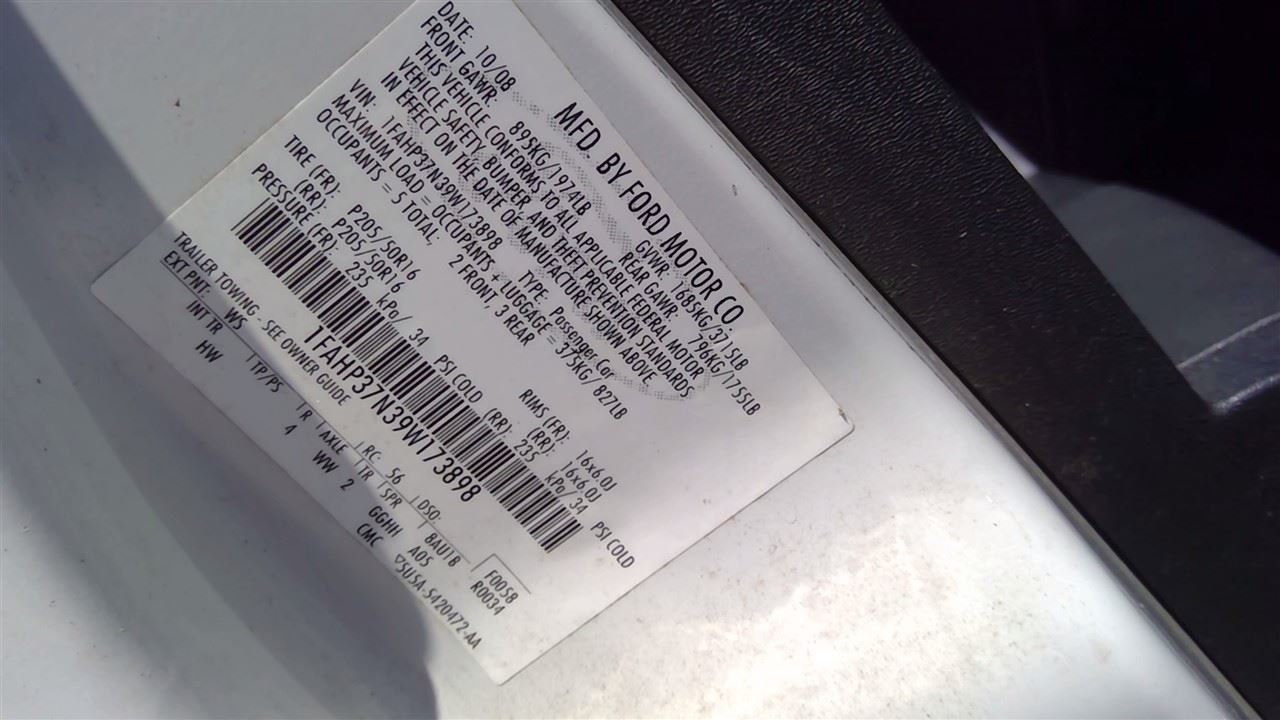 MFD. BY FORD MOTOR CO.
DATE: 10/08 GVWR: 1685KG/3715LB
FRONT GAWR: 895KG/1974LB REAR GAWR: 796KG/1755LB
THIS VEHICLE CONFORMS TO ALL APPLICABLE FEDERAL MOTOR
VEHICLE SAFETY, BUMPER, AND THEFT PREVENTION STANDARDS
IN EFFECT ON THE DATE OF MANUFACTURE SHOWN ABOVE.
VIN: 1FAHP37N39W173898 TYPE: Passenger Car
MAXIMUM LOAD = OCCUPANTS + LUGGAGE = 375KG/827LB
OCCUPANTS = 5 TOTAL; 2 FRONT, 3 REAR
TIRE (FR): P205/50R16 RIMS (FR): 16x6.0J
(RR): P205/50R16 (RR): 16x6.0J
PRESSURE: (FR): 235 kPa/ 34 PSI COLD (RR): 235 kPa/ 34 PSI COLD
1FAHP37N39W173898
TRAILER TOWING - SEE OWNER GUIDE
F0058
R0034
EXT PNT: WS RC: 56 DSO:
INT TR TP/PS R AXLE TR SPR 8AU1B
HW 4 WW 2 GGHH A05
CMC ▽5U5A-5420472-AA